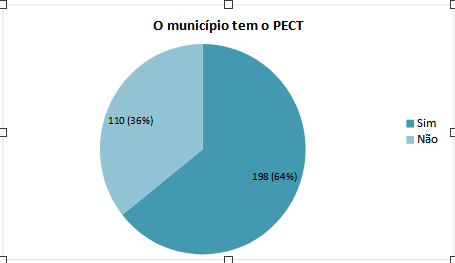 O município tem o PECT
110 (36%)
198 (64%)
Sim
Não